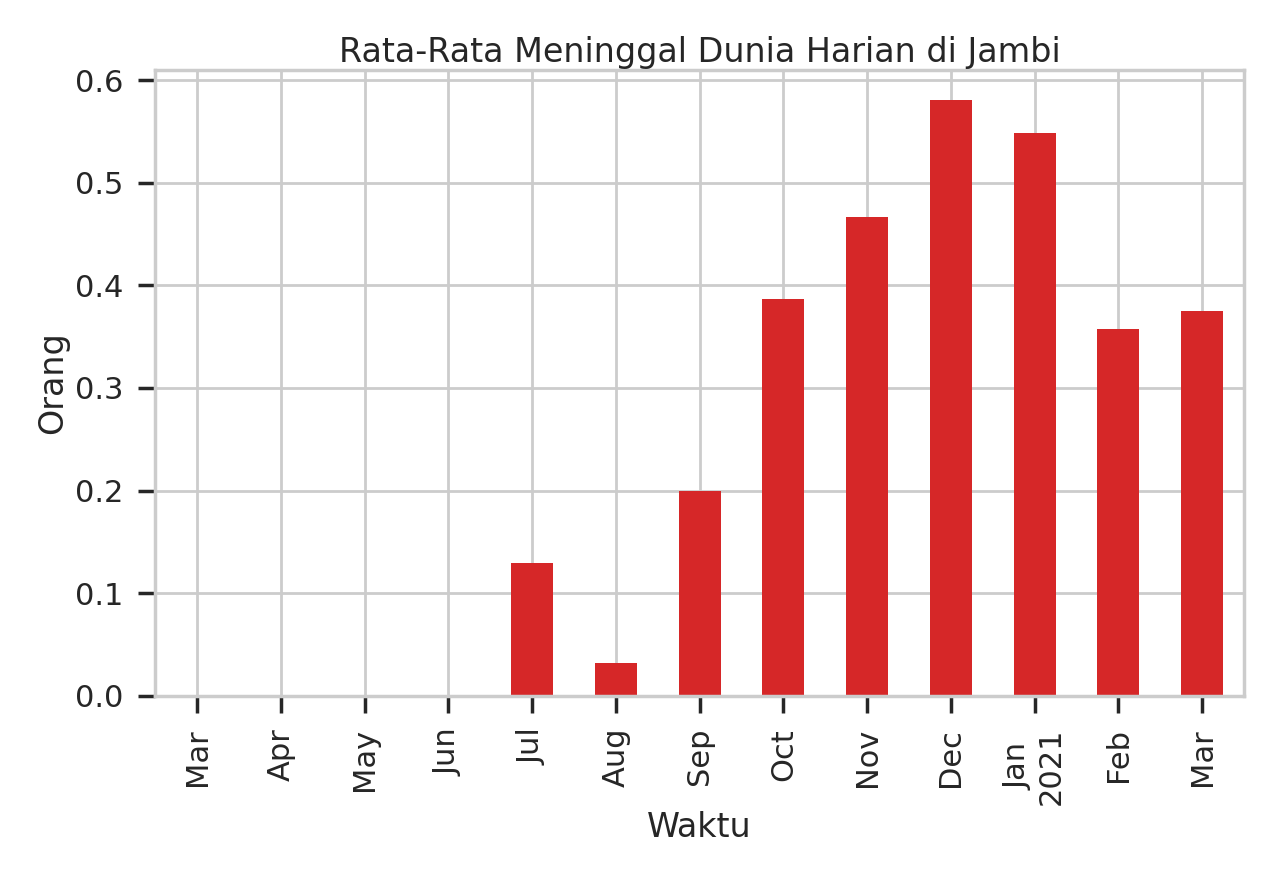 Rata-Rata Meninggal Dunia Harian di Jambi
0.6
0.5
0.4
0.3
0.2
0.1
0.0
Orang
Mar
Apr
May
Jun
Jul
Aug
Sep
Oct
Nov
Dec
Jan
2021
Feb
Mar
Waktu